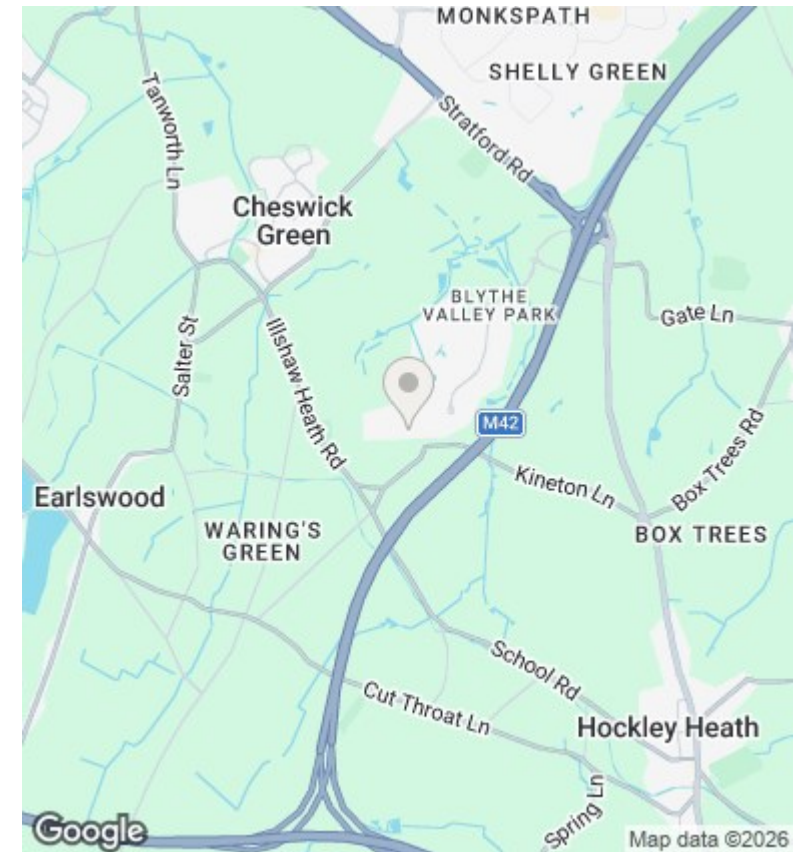 MONKSPATH
SHELLY GREEN
Tanworth Ln
Stratford Rd
Cheswick
Green
BLYTHE
VALLEY PARK
Gate Ln
Salter St
Illshaw Heath Rd
M42
Box Trees Rd
Kineton Ln
Earlswood
WARING'S
GREEN
BOX TREES
School Rd
Cut Throat Ln
Hockley Heath
Spring Ln
Google
Map data ©2026